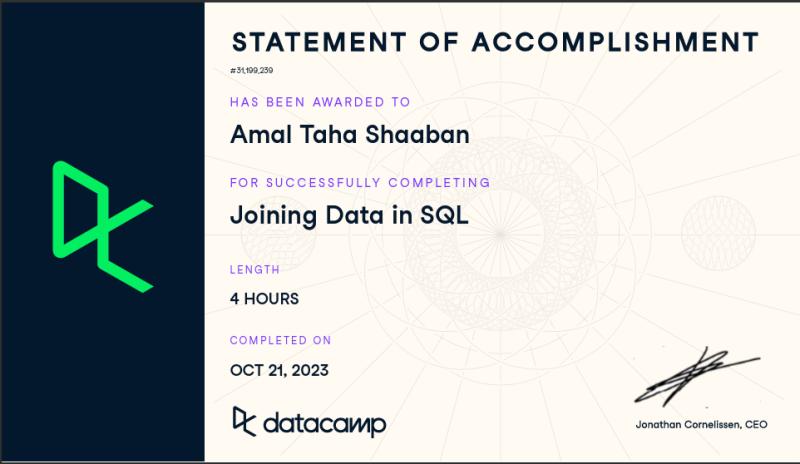 STATEMENT OF ACCOMPLISHMENT
#31,199,239
HAS BEEN AWARDED TO
Amal Taha Shaaban
FOR SUCCESSFULLY COMPLETING
Joining Data in SQL
LENGTH
4 HOURS
COMPLETED ON
OCT 21, 2023
datacamp
Jonathan Cornelissen, CEO